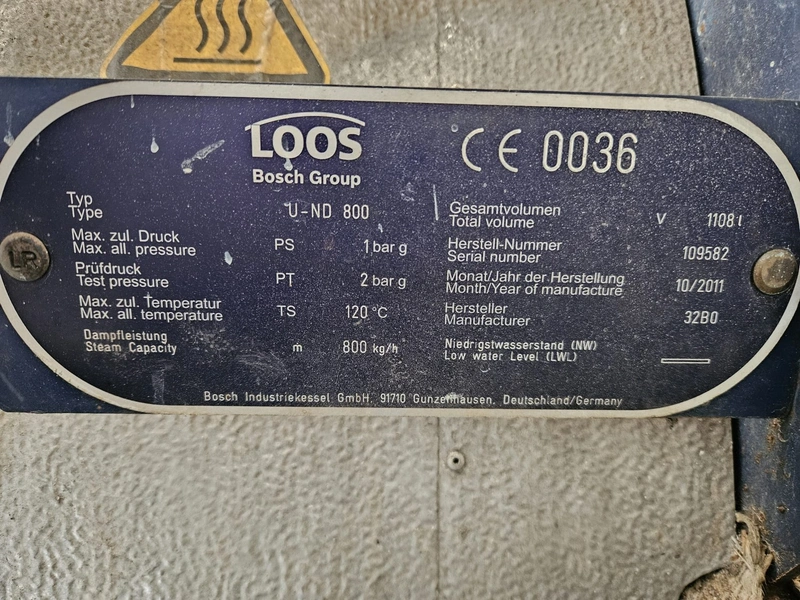 LOOS
Bosch Group
CE 0036
Typ
Type U-ND 800
Max. zul. Druck
Max. all. pressure PS 1 bar g
Prüfdruck
Test pressure PT 2 bar g
Max. zul. Temperatur
Max. all. temperature TS 120 °C
Dampfleistung
Steam Capacity ṁ 800 kg/h
Gesamtvolumen
Total volume V 1108 l
Herstell-Nummer
Serial number 109582
Monat/Jahr der Herstellung
Month/Year of manufacture 10/2011
Hersteller
Manufacturer 32B0
Niedrigstwasserstand (NW)
Low water Level (LWL)
Bosch Industriekessel GmbH, 91710 Gunzenhausen, Deutschland/Germany